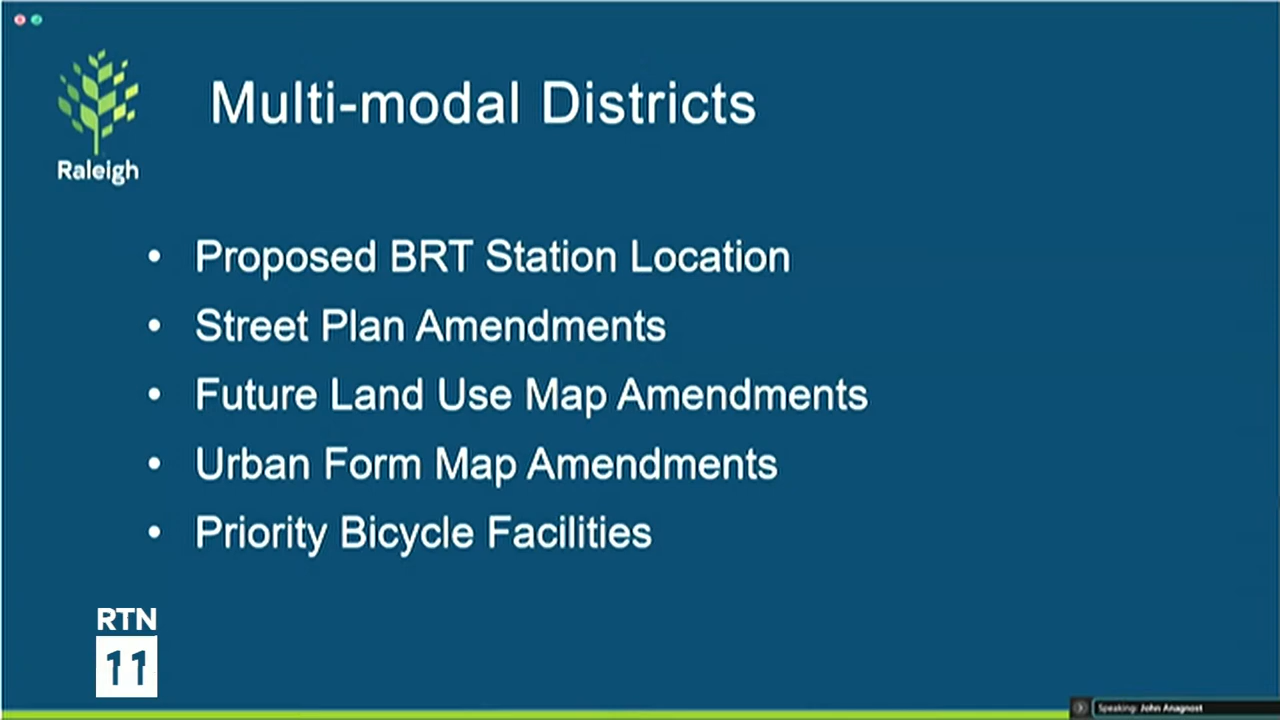 Multi-modal Districts
Raleigh
• Proposed BRT Station Location
• Street Plan Amendments
• Future Land Use Map Amendments
• Urban Form Map Amendments
• Priority Bicycle Facilities
RTN
11
Speaking: John Anagnost